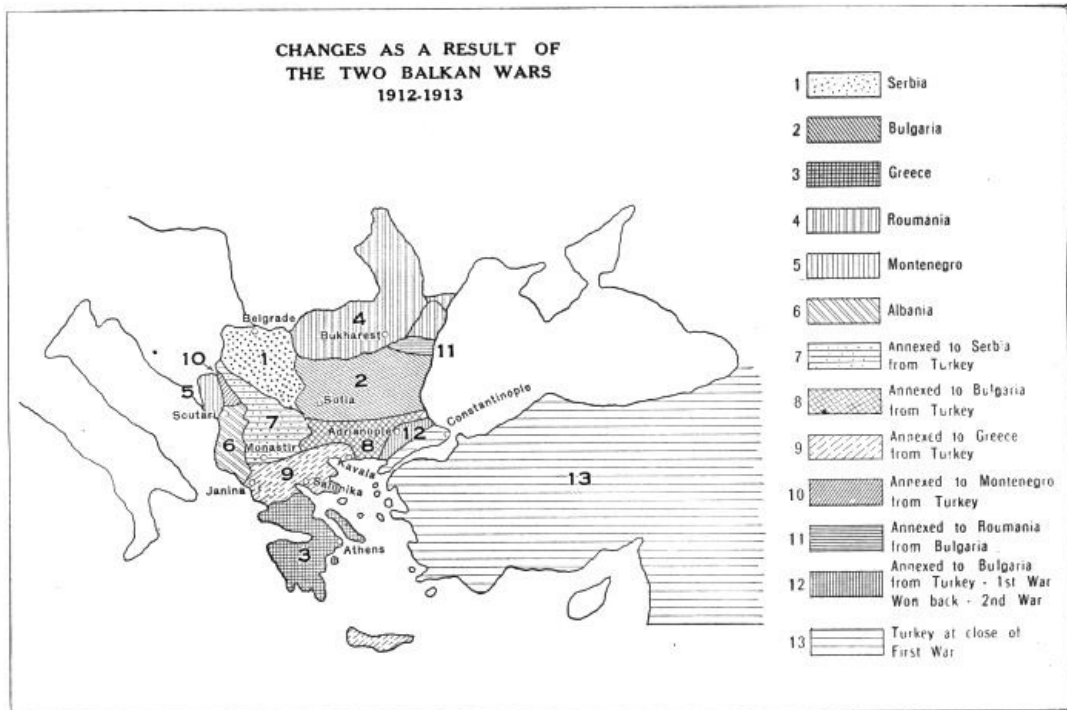 CHANGES AS A RESULT OF
THE TWO BALKAN WARS
1912-1913
1 Serbia
2 Bulgaria
3 Greece
4 Roumania
5 Montenegro
6 Albania
7 Annexed to Serbia
from Turkey
8 Annexed to Bulgaria
from Turkey
9 Annexed to Greece
from Turkey
10 Annexed to Montenegro
from Turkey
11 Annexed to Roumania
from Bulgaria
12 Annexed to Bulgaria
from Turkey - 1st War
Won back - 2nd War
13 Turkey at close of
First War
Belgrade
4
Bukharest
1
10
11
2
5
Sofia
Scutari
Constantinople
7
Adrianople
12
6
Monastir
8
Kavala
9
13
Janina
Salonika
3
Athens